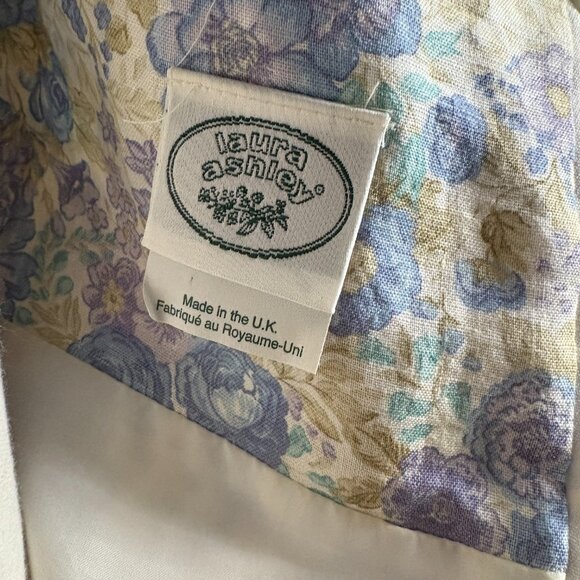 laura
ashley®
Made in the U.K.
Fabriqué au Royaume-Uni